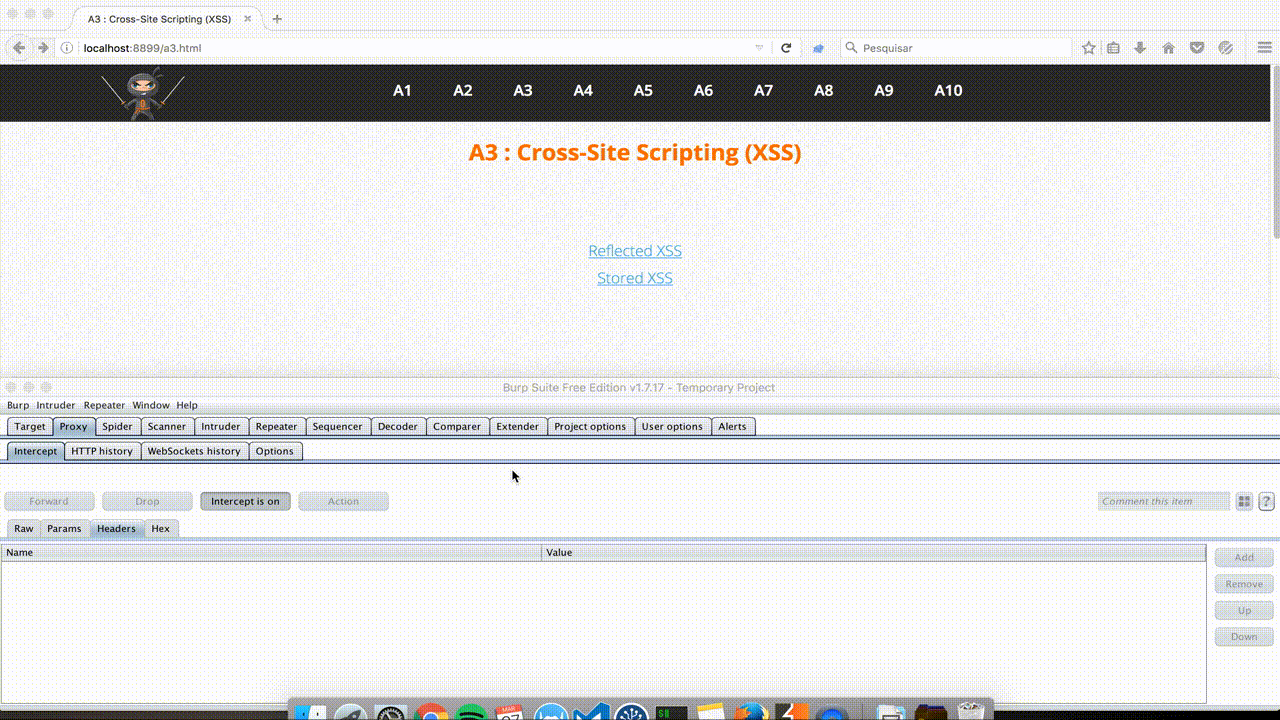 A3 : Cross-Site Scripting (XSS)
localhost:8899/a3.html
Pesquisar
A1 A2 A3 A4 A5 A6 A7 A8 A9 A10
A3 : Cross-Site Scripting (XSS)
Reflected XSS
Stored XSS
Burp Suite Free Edition v1.7.17 - Temporary Project
Burp Intruder Repeater Window Help
Target Proxy Spider Scanner Intruder Repeater Sequencer Decoder Comparer Extender Project options User options Alerts
Intercept HTTP history WebSockets history Options
Forward Drop Intercept is on Action Comment this item ?
Raw Params Headers Hex
Name Value
Add
Remove
Up
Down